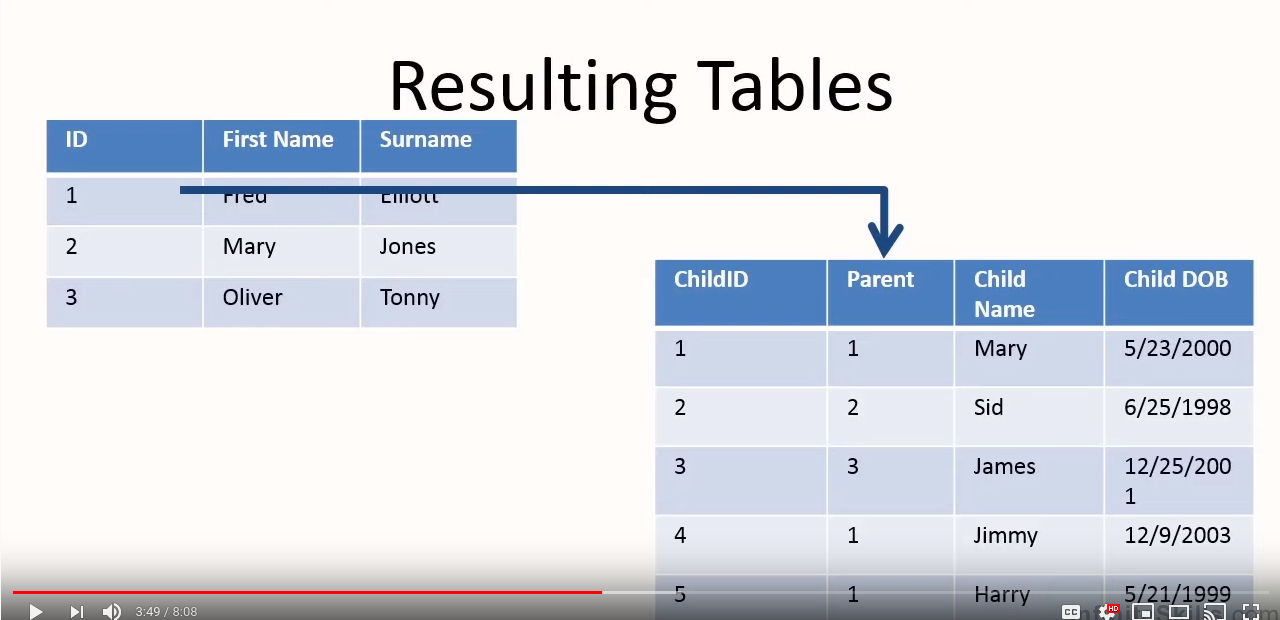 Resulting Tables
ID First Name Surname
1 Fred Elliott
2 Mary Jones
3 Oliver Tonny
ChildID Parent Child Name Child DOB
1 1 Mary 5/23/2000
2 2 Sid 6/25/1998
3 3 James 12/25/2001
4 1 Jimmy 12/9/2003
5 1 Harry 5/21/1999
3:49 / 8:08
CC
HD